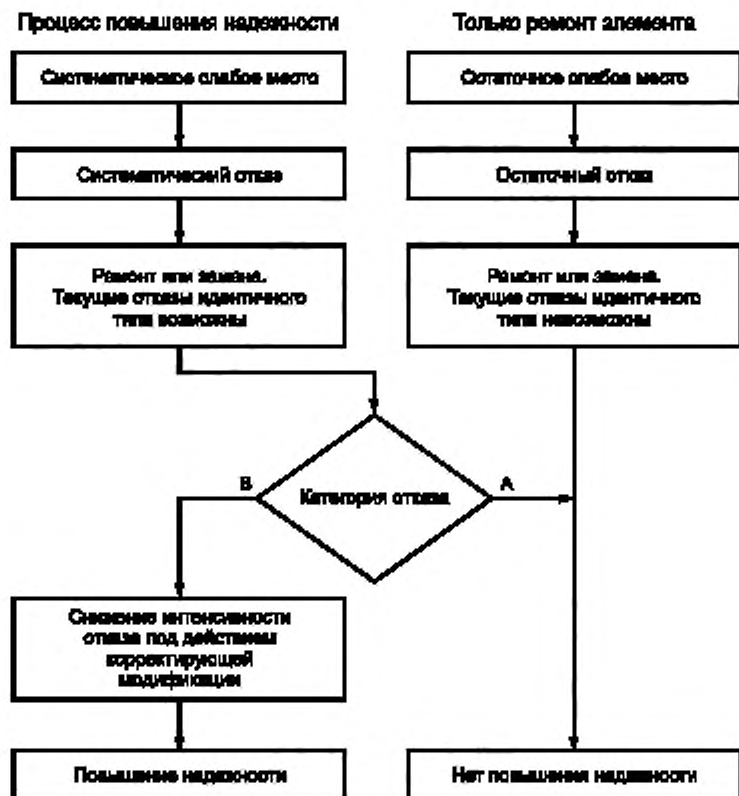 Процесс повышения надежности
Только ремонт элемента
Систематическое слабое место
Остаточное слабое место
Систематический отказ
Остаточный отказ
Ремонт или замена.
Текущие отказы идентичного
типа возможны
Ремонт или замена.
Текущие отказы идентичного
типа невозможны
B
Категория отказа
A
Снижение интенсивности
отказа под действием
корректирующей
модификации
Повышение надежности
Нет повышения надежности